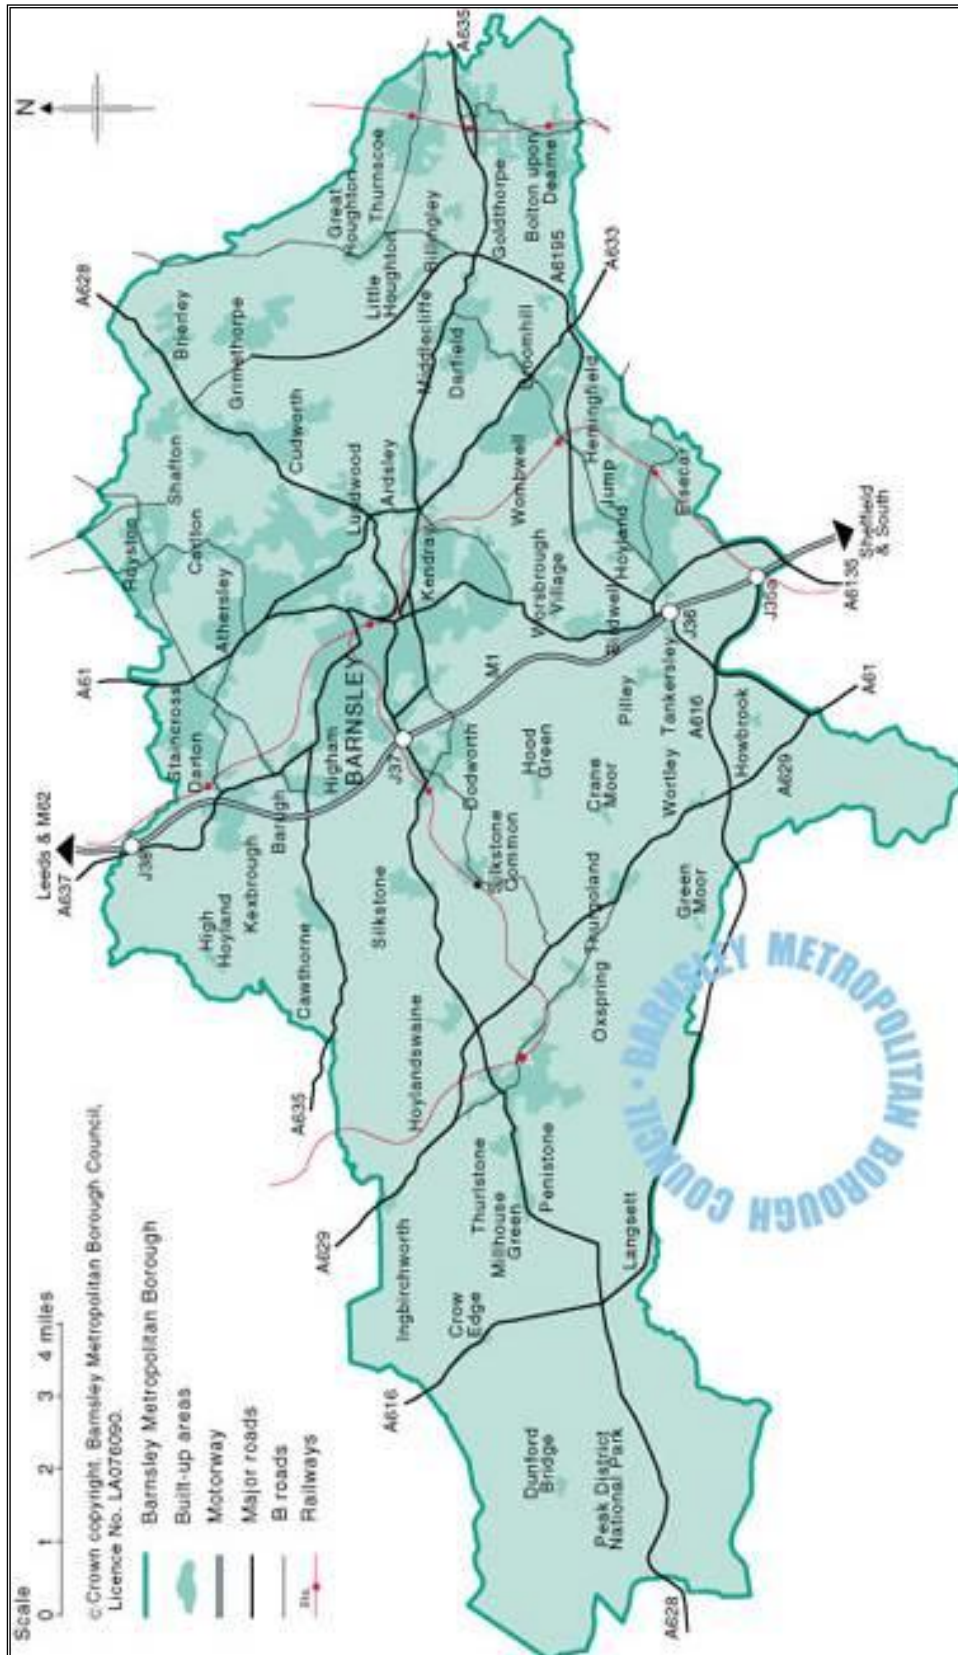 Scale
0 1 2 3 4 miles
© Crown copyright. Barnsley Metropolitan Borough Council,
Licence No. LA076090.
Barnsley Metropolitan Borough
Built-up areas
Motorway
Major roads
B roads
Railways
Stn
N
Leeds & M62
A637
J38
A61
A628
A635
A629
A616
A628
A635
A633
A6195
A61
A629
A616
A6135
Sheffield
& South
J35a
J36
J37
M1
Royston
Shafton
Carlton
Brierley
Grimethorpe
Cudworth
Athersley
Staincross
Darton
Kexbrough
High
Hoyland
Barugh
Higham
BARNSLEY
Cawthorne
Silkstone
Lundwood
Ardsley
Kendray
Great
Houghton
Thurnscoe
Little
Houghton
Billingley
Middlecliffe
Darfield
Goldthorpe
Bolton upon
Dearne
Broomhill
Wombwell
Hemingfield
Jump
Elsecar
Hoyland
Worsbrough
Village
Birdwell
Dodworth
Silkstone
Common
Hood
Green
Crane
Moor
Pilley
Tankersley
Wortley
Howbrook
Thurgoland
Green
Moor
Oxspring
Hoylandswaine
Penistone
Thurlstone
Millhouse
Green
Ingbirchworth
Crow
Edge
Langsett
Dunford
Bridge
Peak District
National Park
BARNSLEY METROPOLITAN BOROUGH COUNCIL •